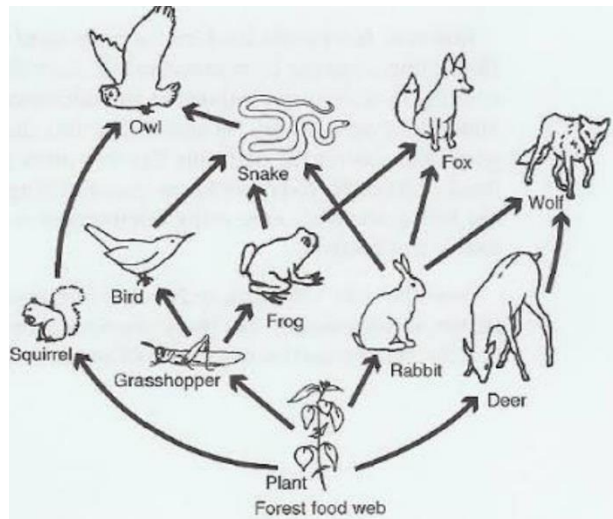 Owl
Snake
Fox
Wolf
Bird
Frog
Squirrel
Grasshopper
Rabbit
Deer
Plant
Forest food web